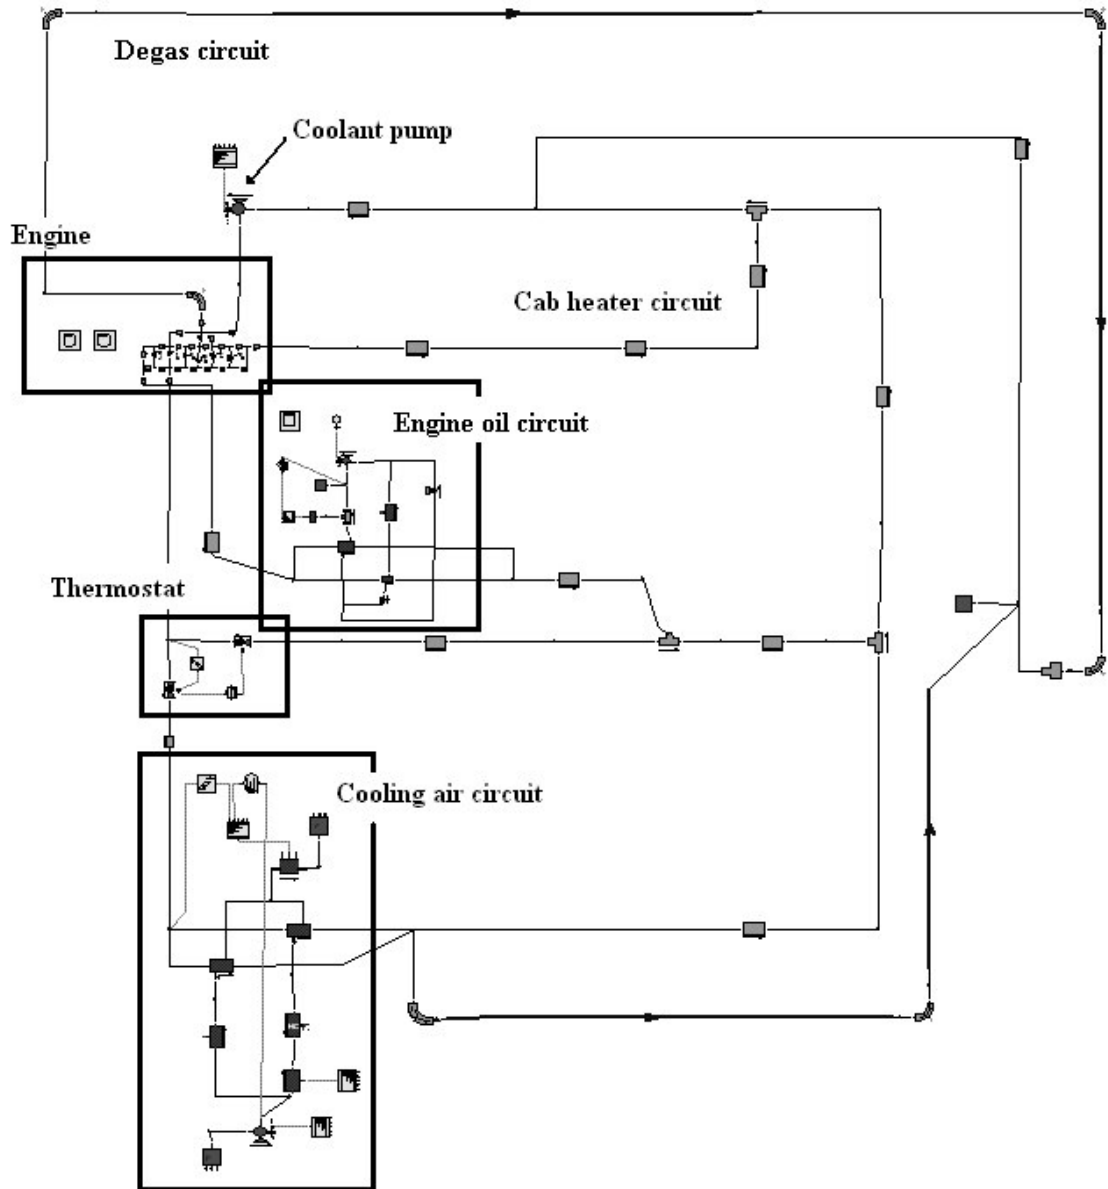 Degas circuit
Coolant pump
Engine
Cab heater circuit
Engine oil circuit
Thermostat
Cooling air circuit